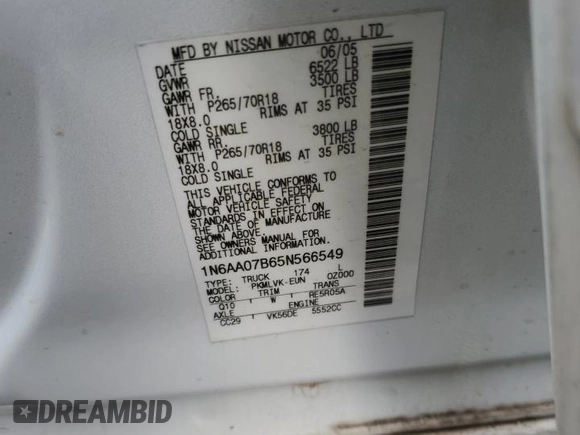 MFD BY NISSAN MOTOR CO., LTD
DATE 06/05
GVWR 6522 LB
GAWR FR. 3500 LB
WITH P265/70R18 TIRES
18X8.0 RIMS AT 35 PSI
COLD SINGLE
GAWR RR. 3800 LB
WITH P265/70R18 TIRES
18X8.0 RIMS AT 35 PSI
COLD SINGLE
THIS VEHICLE CONFORMS TO
ALL APPLICABLE FEDERAL
MOTOR VEHICLE SAFETY
STANDARDS IN EFFECT ON
THE DATE OF MANUFACTURE
SHOWN ABOVE.
SEE OWNERS MANUAL FOR
ADDITIONAL INFORMATION.
1N6AA07B65N566549
TYPE: TRUCK 174 L
MODEL: PKMLVK-EUN 0Z000
COLOR TRIM TRANS
Q10 W RE5R05A
AXLE ENGINE
CC29 VK56DE 5552CC
DREAMBID